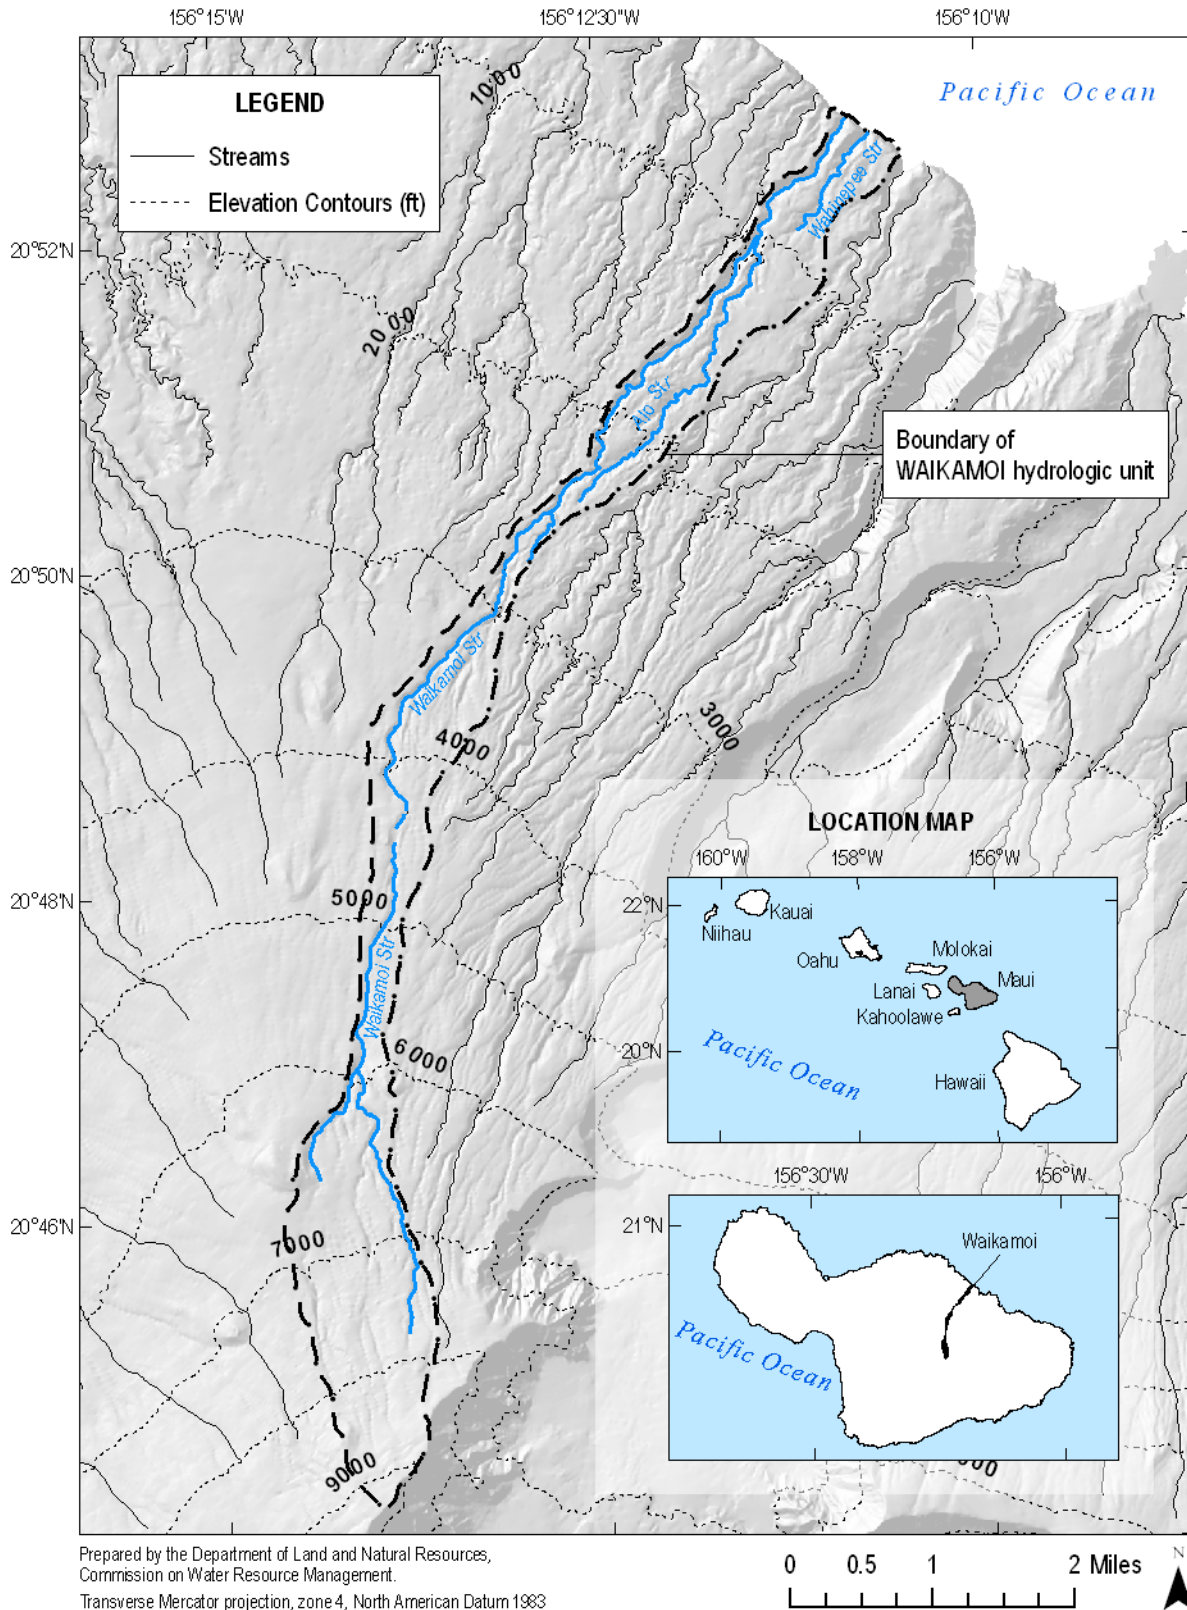 156°15'W
156°12'30"W
156°10'W
Pacific Ocean
LEGEND
Streams
Elevation Contours (ft)
1000
Wahinepee Str
20°52'N
2000
Alo Str
Boundary of
WAIKAMOI hydrologic unit
20°50'N
Waikamoi Str
3000
4000
LOCATION MAP
160°W
158°W
156°W
5000
20°48'N
22°N
Kauai
Niihau
Oahu
Molokai
Lanai
Maui
Kahoolawe
Waikamoi Str
6000
20°N
Pacific Ocean
Hawaii
156°30'W
156°W
20°46'N
7000
21°N
Waikamoi
Pacific Ocean
9000
Prepared by the Department of Land and Natural Resources,
Commission on Water Resource Management.
Transverse Mercator projection, zone 4, North American Datum 1983
0 0.5 1 2 Miles
N